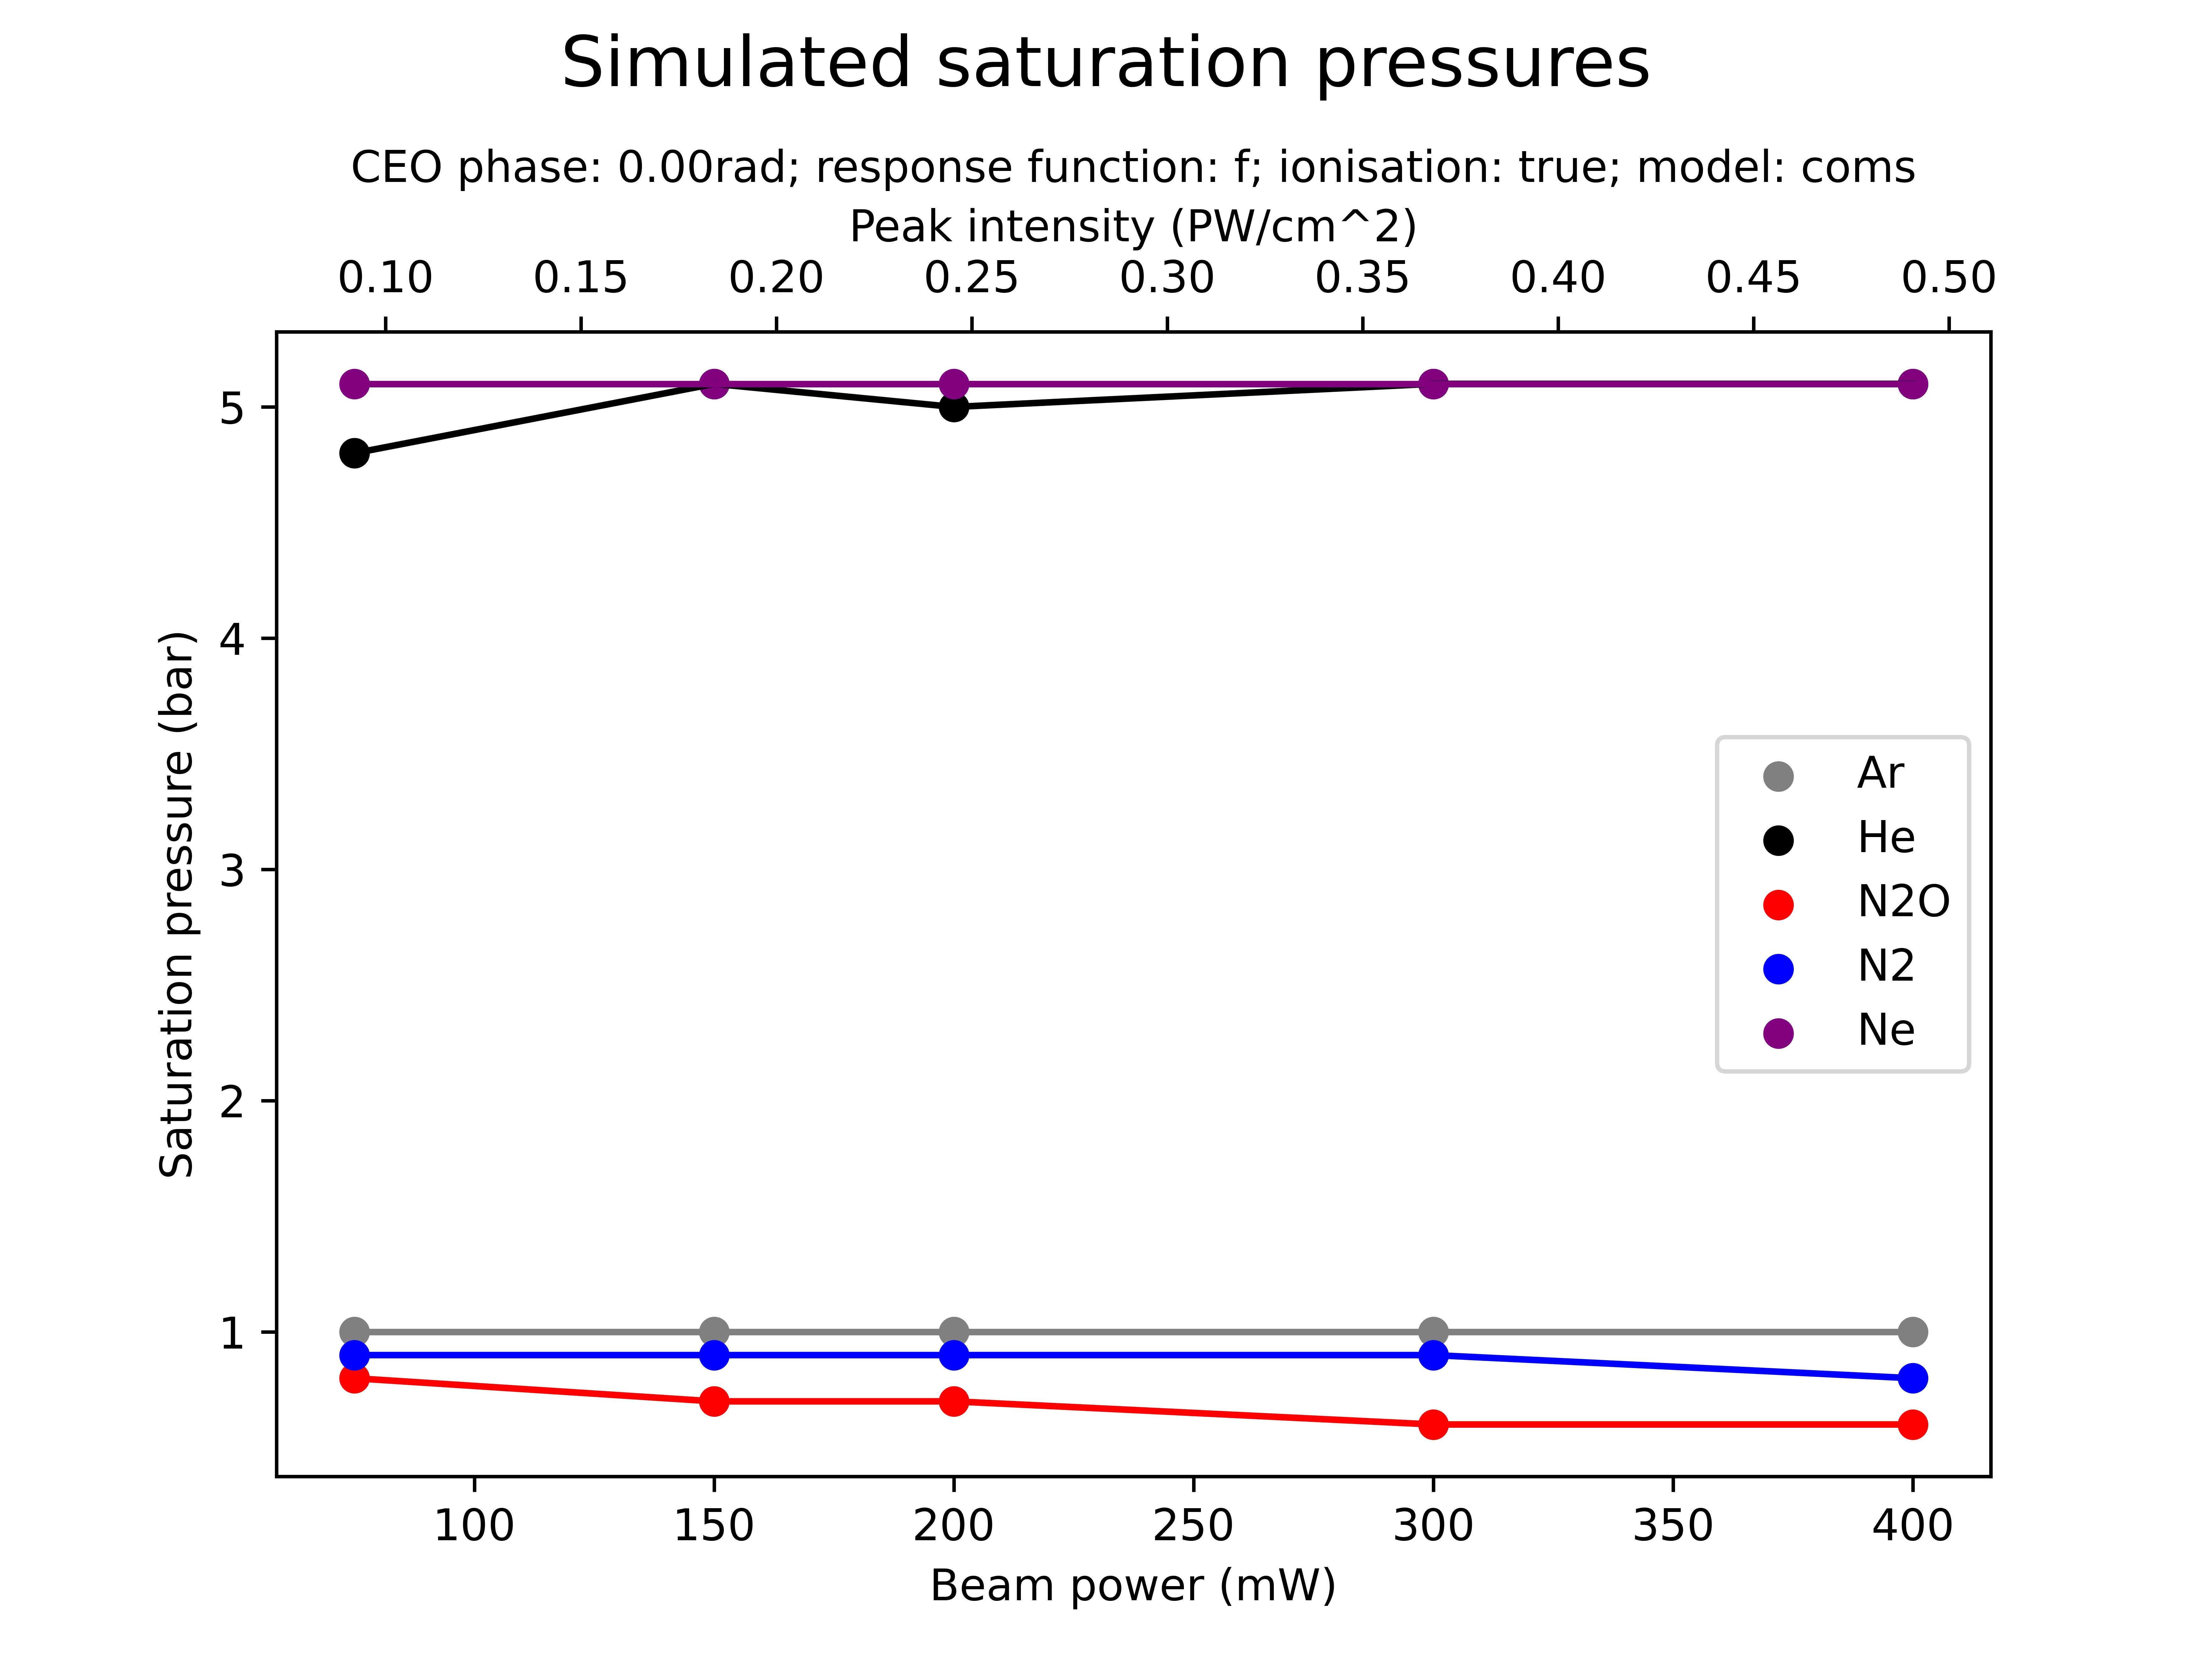 Simulated saturation pressures
CEO phase: 0.00rad; response function: f; ionisation: true; model: coms
Peak intensity (PW/cm^2)
0.10 0.15 0.20 0.25 0.30 0.35 0.40 0.45 0.50
Saturation pressure (bar)
5
4
3
2
1
Ar
He
N2O
N2
Ne
100 150 200 250 300 350 400
Beam power (mW)